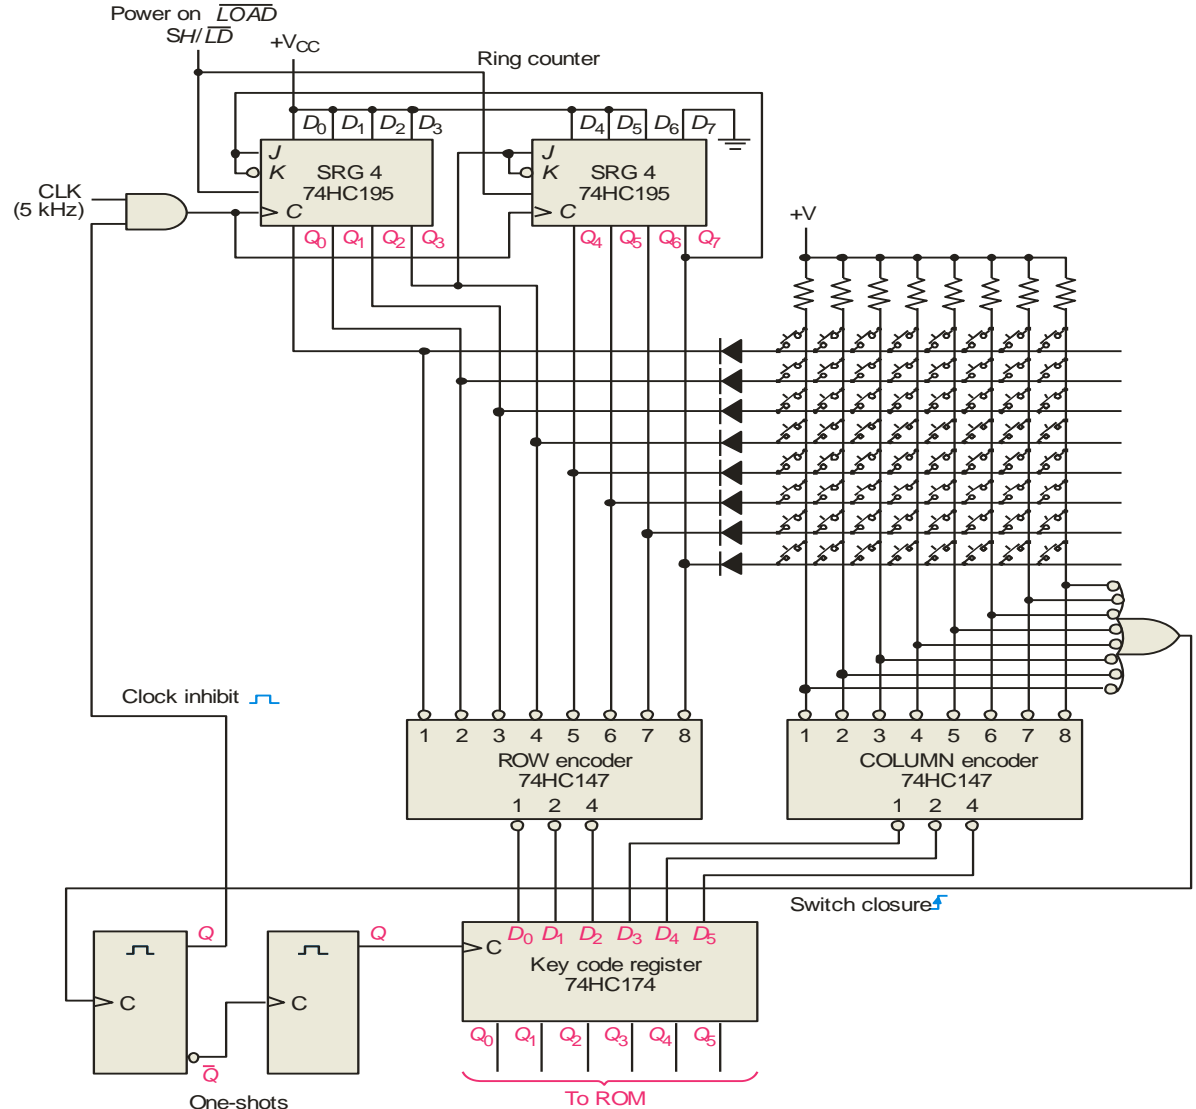 Power on LOAD
SH/LD
+VCC
Ring counter
D0 D1 D2 D3
D4 D5 D6 D7
J
K
SRG 4
74HC195
C
J
K
SRG 4
74HC195
C
CLK
(5 kHz)
Q0 Q1 Q2 Q3
Q4 Q5 Q6 Q7
+V
Clock inhibit
1 2 3 4 5 6 7 8
ROW encoder
74HC147
1 2 4
1 2 3 4 5 6 7 8
COLUMN encoder
74HC147
1 2 4
Switch closure
Q
C
Q
Q
C
One-shots
D0 D1 D2 D3 D4 D5
C
Key code register
74HC174
Q0 Q1 Q2 Q3 Q4 Q5
To ROM